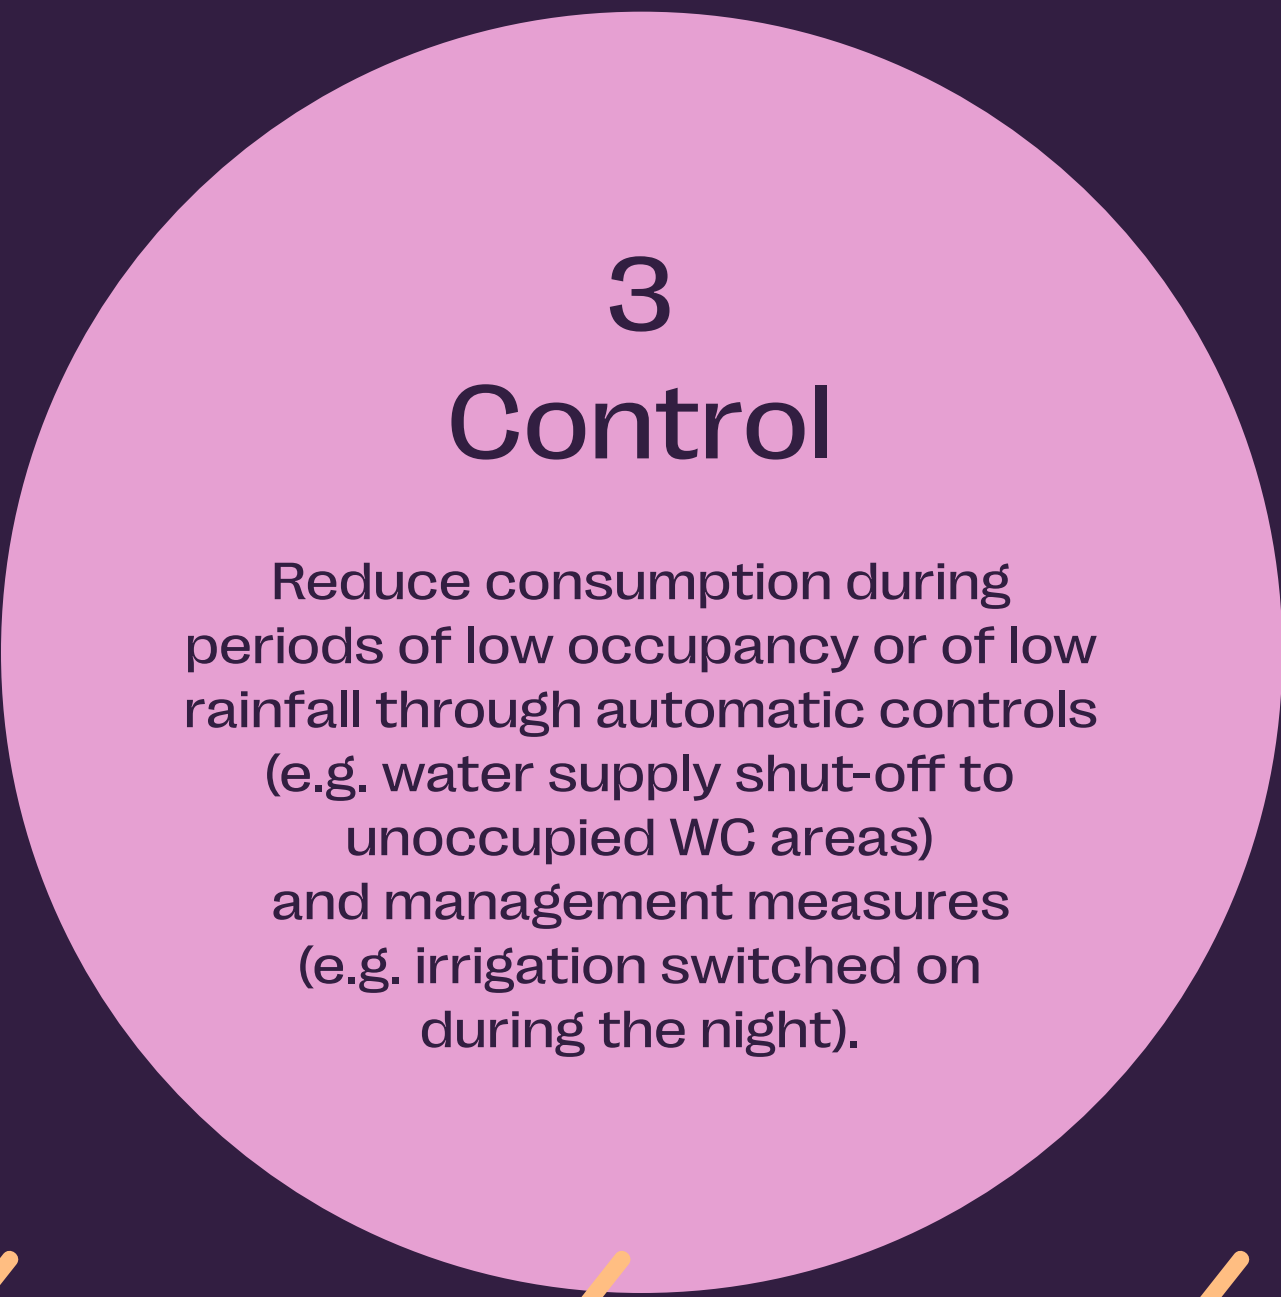 3
Control
Reduce consumption during
periods of low occupancy or of low
rainfall through automatic controls
(e.g. water supply shut-off to
unoccupied WC areas)
and management measures
(e.g. irrigation switched on
during the night).